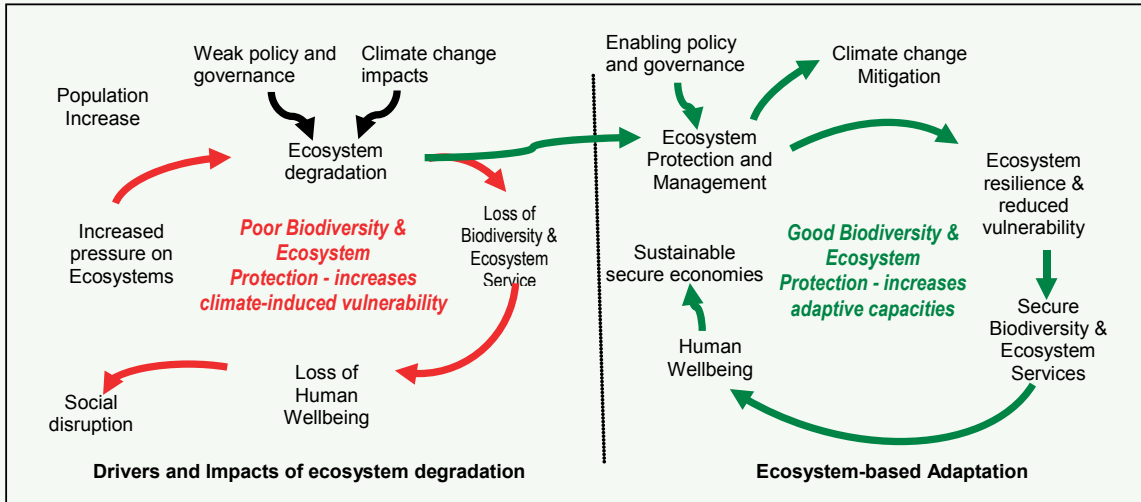 Weak policy and
governance
Climate change
impacts
Population
Increase
Ecosystem
degradation
Increased
pressure on
Ecosystems
Poor Biodiversity &
Ecosystem
Protection - increases
climate-induced vulnerability
Loss of
Biodiversity &
Ecosystem
Service
Loss of
Human
Wellbeing
Social
disruption
Drivers and Impacts of ecosystem degradation
Enabling policy
and governance
Climate change
Mitigation
Ecosystem
Protection and
Management
Ecosystem
resilience &
reduced
vulnerability
Sustainable
secure economies
Good Biodiversity &
Ecosystem
Protection - increases
adaptive capacities
Human
Wellbeing
Secure
Biodiversity &
Ecosystem
Services
Ecosystem-based Adaptation